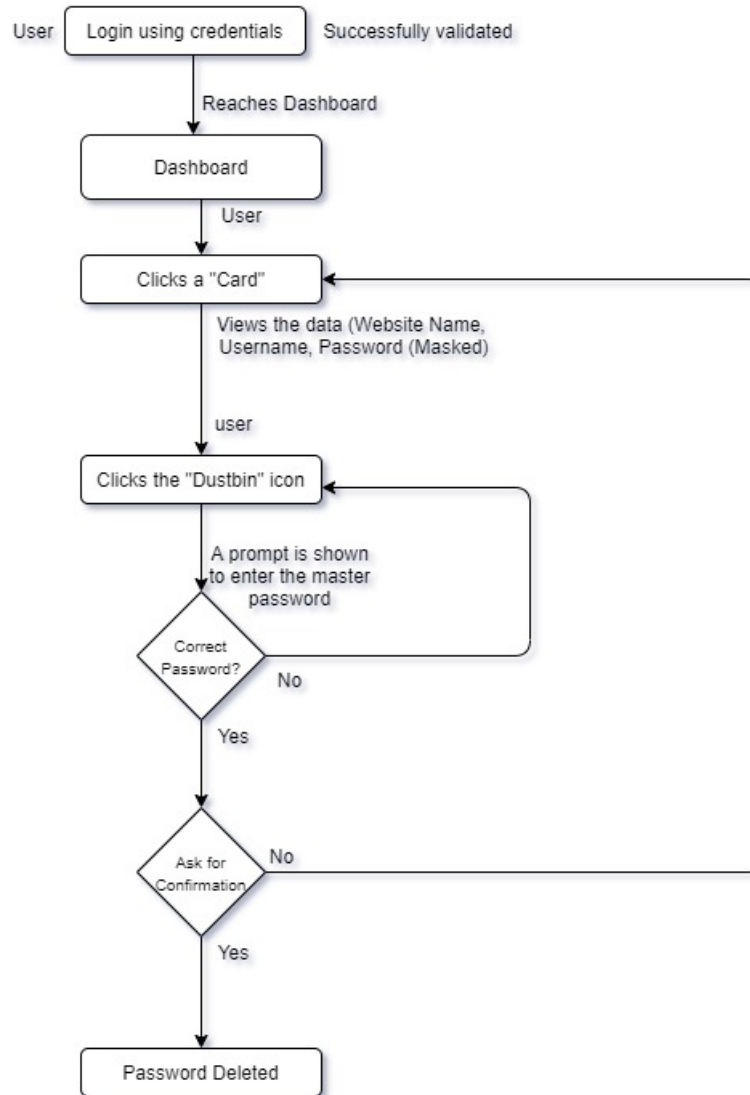 User
Login using credentials
Successfully validated
Reaches Dashboard
Dashboard
User
Clicks a "Card"
Views the data (Website Name,
Username, Password (Masked)
user
Clicks the "Dustbin" icon
A prompt is shown
to enter the master
password
Correct
Password?
No
Yes
Ask for
Confirmation
No
Yes
Password Deleted